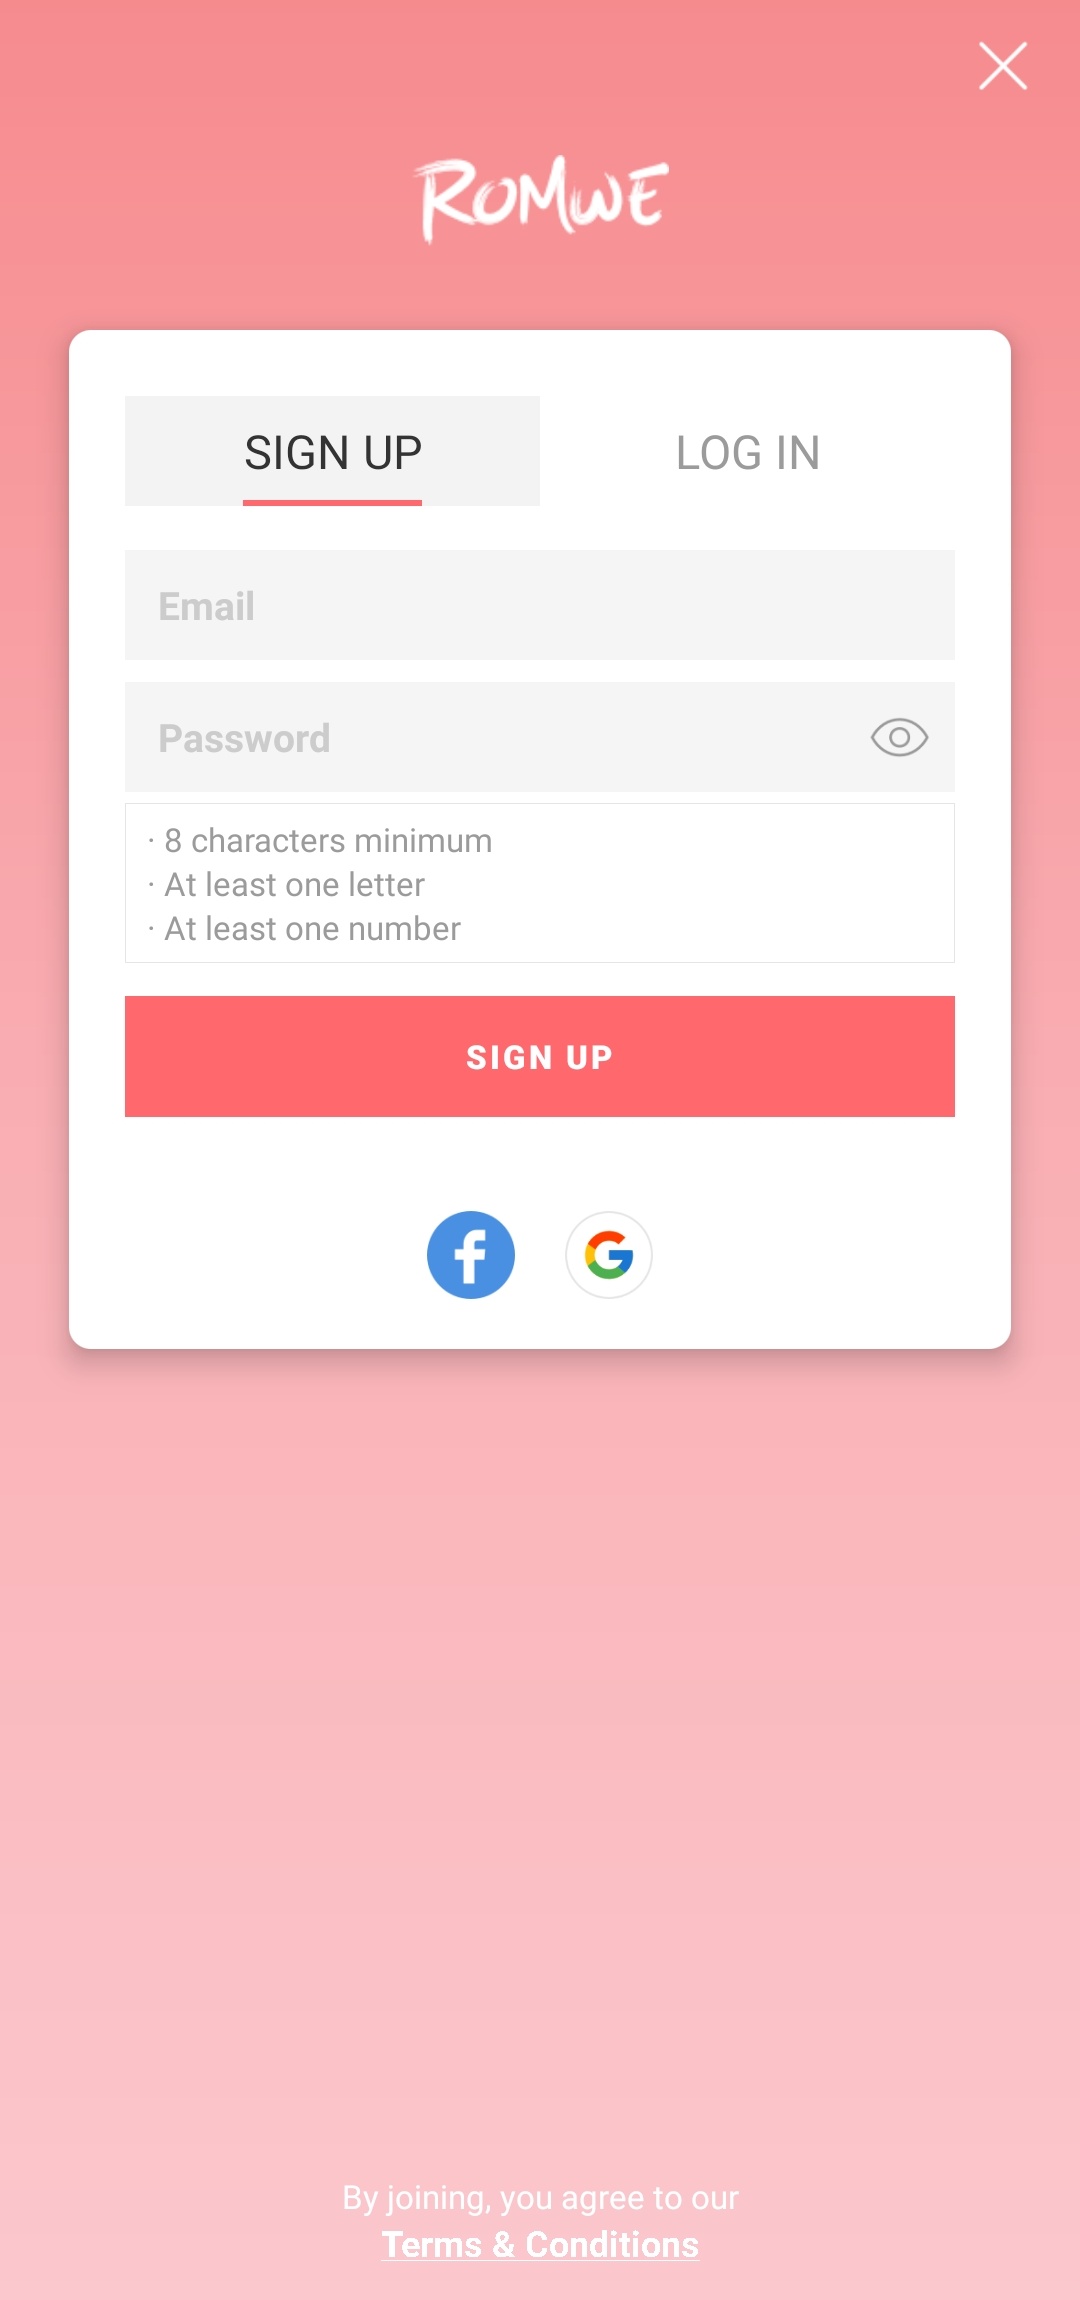 ROMWE
SIGN UP
LOG IN
Email
Password
· 8 characters minimum
· At least one letter
· At least one number
SIGN UP
By joining, you agree to our
Terms & Conditions